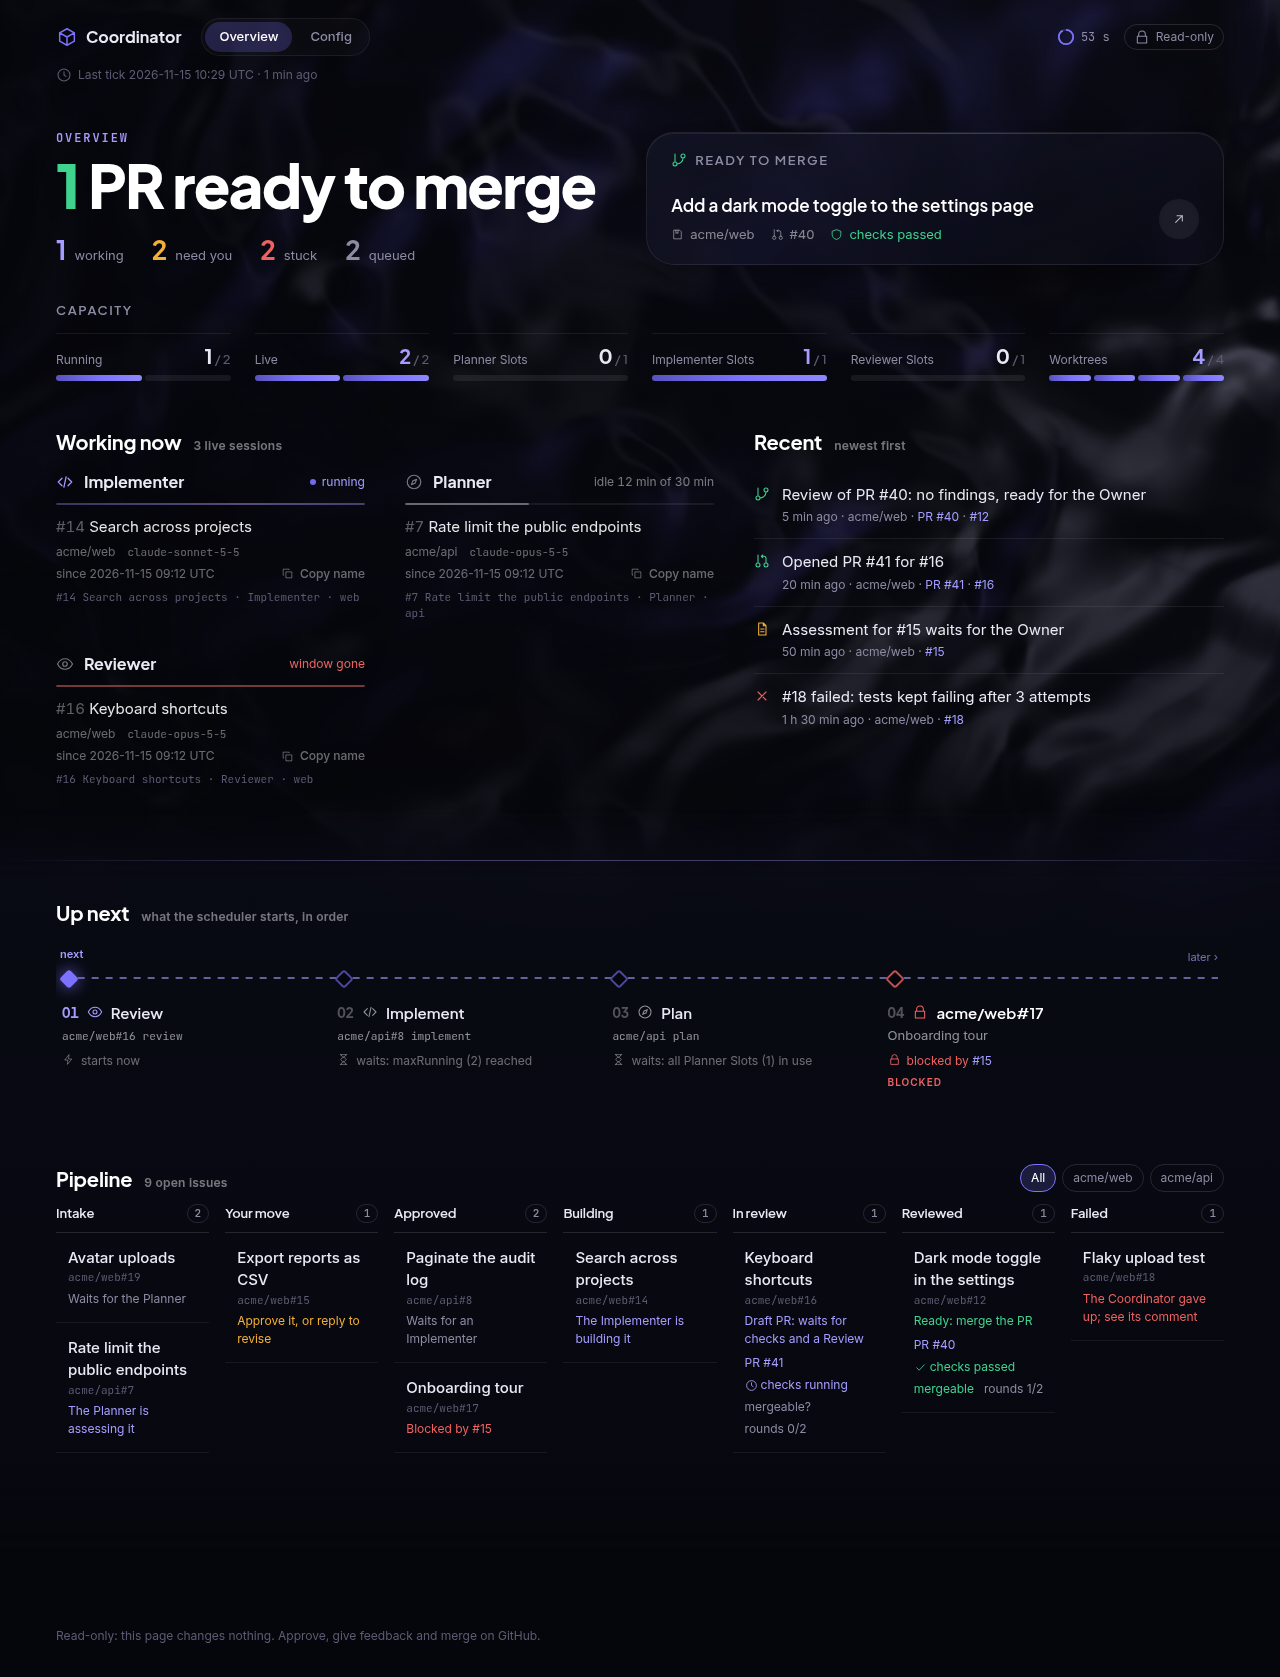 Coordinator
Overview
Config
53 s
Read-only
Last tick 2026-11-15 10:29 UTC · 1 min ago
OVERVIEW
1 PR ready to merge
1 working
2 need you
2 stuck
2 queued
READY TO MERGE
Add a dark mode toggle to the settings page
acme/web
#40
checks passed
CAPACITY
Running 1 / 2
Live 2 / 2
Planner Slots 0 / 1
Implementer Slots 1 / 1
Reviewer Slots 0 / 1
Worktrees 4 / 4
Working now 3 live sessions
Implementer running
#14 Search across projects
acme/web claude-sonnet-5-5
since 2026-11-15 09:12 UTC Copy name
#14 Search across projects · Implementer · web
Planner idle 12 min of 30 min
#7 Rate limit the public endpoints
acme/api claude-opus-5-5
since 2026-11-15 09:12 UTC Copy name
#7 Rate limit the public endpoints · Planner ·
api
Reviewer window gone
#16 Keyboard shortcuts
acme/web claude-opus-5-5
since 2026-11-15 09:12 UTC Copy name
#16 Keyboard shortcuts · Reviewer · web
Recent newest first
Review of PR #40: no findings, ready for the Owner
5 min ago · acme/web · PR #40 · #12
Opened PR #41 for #16
20 min ago · acme/web · PR #41 · #16
Assessment for #15 waits for the Owner
50 min ago · acme/web · #15
#18 failed: tests kept failing after 3 attempts
1 h 30 min ago · acme/web · #18
Up next what the scheduler starts, in order
next
later ›
01 Review
acme/web#16 review
starts now
02 Implement
acme/api#8 implement
waits: maxRunning (2) reached
03 Plan
acme/api plan
waits: all Planner Slots (1) in use
04 acme/web#17
Onboarding tour
blocked by #15
BLOCKED
Pipeline 9 open issues
All
acme/web
acme/api
Intake 2
Avatar uploads
acme/web#19
Waits for the Planner
Rate limit the
public endpoints
acme/api#7
The Planner is
assessing it
Your move 1
Export reports as
CSV
acme/web#15
Approve it, or reply to
revise
Approved 2
Paginate the audit
log
acme/api#8
Waits for an
Implementer
Onboarding tour
acme/web#17
Blocked by #15
Building 1
Search across
projects
acme/web#14
The Implementer is
building it
In review 1
Keyboard
shortcuts
acme/web#16
Draft PR: waits for
checks and a Review
PR #41
checks running
mergeable?
rounds 0/2
Reviewed 1
Dark mode toggle
in the settings
acme/web#12
Ready: merge the PR
PR #40
checks passed
mergeable rounds 1/2
Failed 1
Flaky upload test
acme/web#18
The Coordinator gave
up; see its comment
Read-only: this page changes nothing. Approve, give feedback and merge on GitHub.